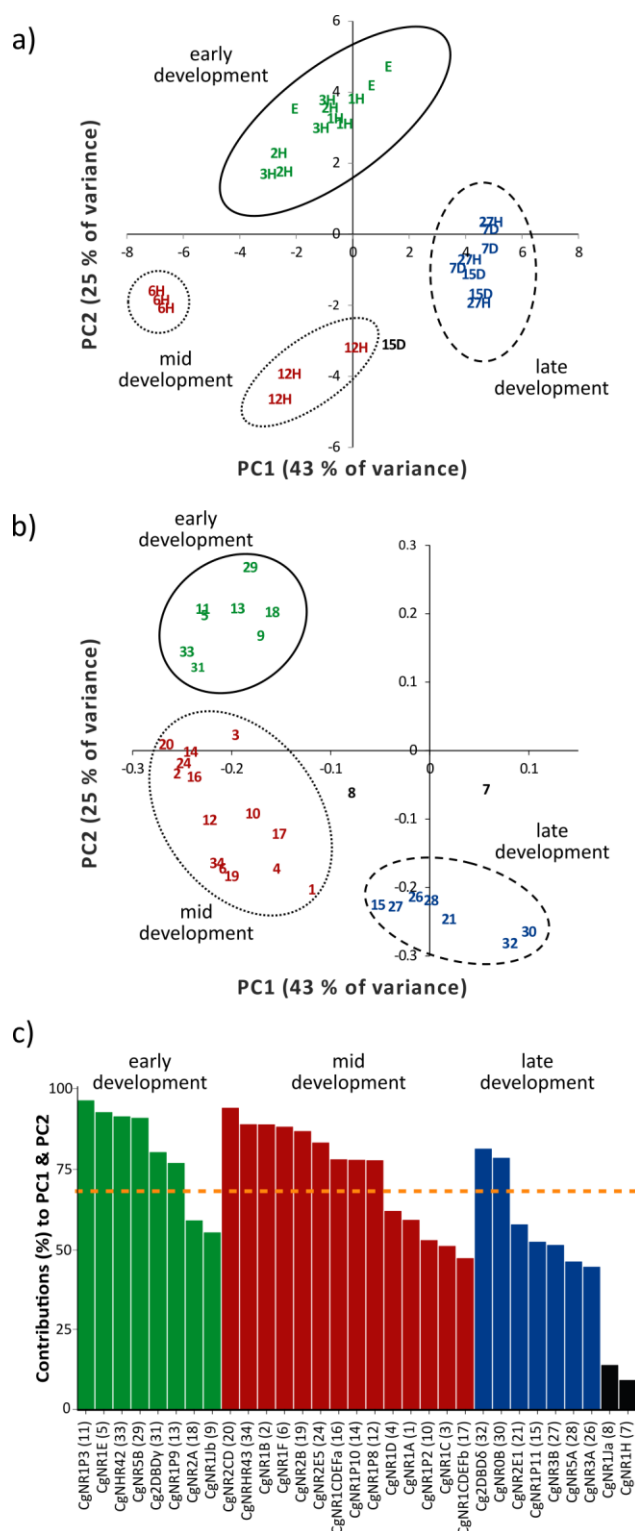 a)
early
development
PC2 (25 % of variance)
6
4
2
0
-2
-4
-6
-8
-6
-4
-2
0
2
4
6
8
E
E
E
3H
1H
2H
1H
3H
1H
2H
3H
2H
27H
7D
7D
27H
7D
15D
15D
27H
6H
6H
6H
12H
15D
12H
12H
mid
development
late
development
PC1 (43 % of variance)
b)
early
development
PC2 (25 % of variance)
0.3
0.2
0.1
0
-0.1
-0.2
-0.3
-0.3
-0.2
-0.1
0
0.1
29
11
5
13
18
9
33
31
3
20
14
24
2
16
8
7
12
10
17
34
6
19
4
1
15
27
26
28
21
30
32
mid
development
late
development
PC1 (43 % of variance)
c)
early
development
mid
development
late
development
Contributions (%) to PC1 & PC2
100
75
50
25
0
CgNR1P3 (11)
CgNR1E (5)
CgNHR42 (33)
CgNR5B (29)
Cg2DBDy (31)
CgNR1P9 (13)
CgNR2A (18)
CgNR1Jb (9)
CgNR2CD (20)
CgNRHR43 (34)
CgNR1B (2)
CgNR1F (6)
CgNR2B (19)
CgNR2E5 (24)
CgNR1CDEFa (16)
CgNR1P10 (14)
CgNR1P8 (12)
CgNR1D (4)
CgNR1A (1)
CgNR1P2 (10)
CgNR1C (3)
CgNR1CDEFb (17)
Cg2DBD6 (32)
CgNR0B (30)
CgNR2E1 (21)
CgNR1P11 (15)
CgNR3B (27)
CgNR5A (28)
CgNR3A (26)
CgNR1Ja (8)
CgNR1H (7)